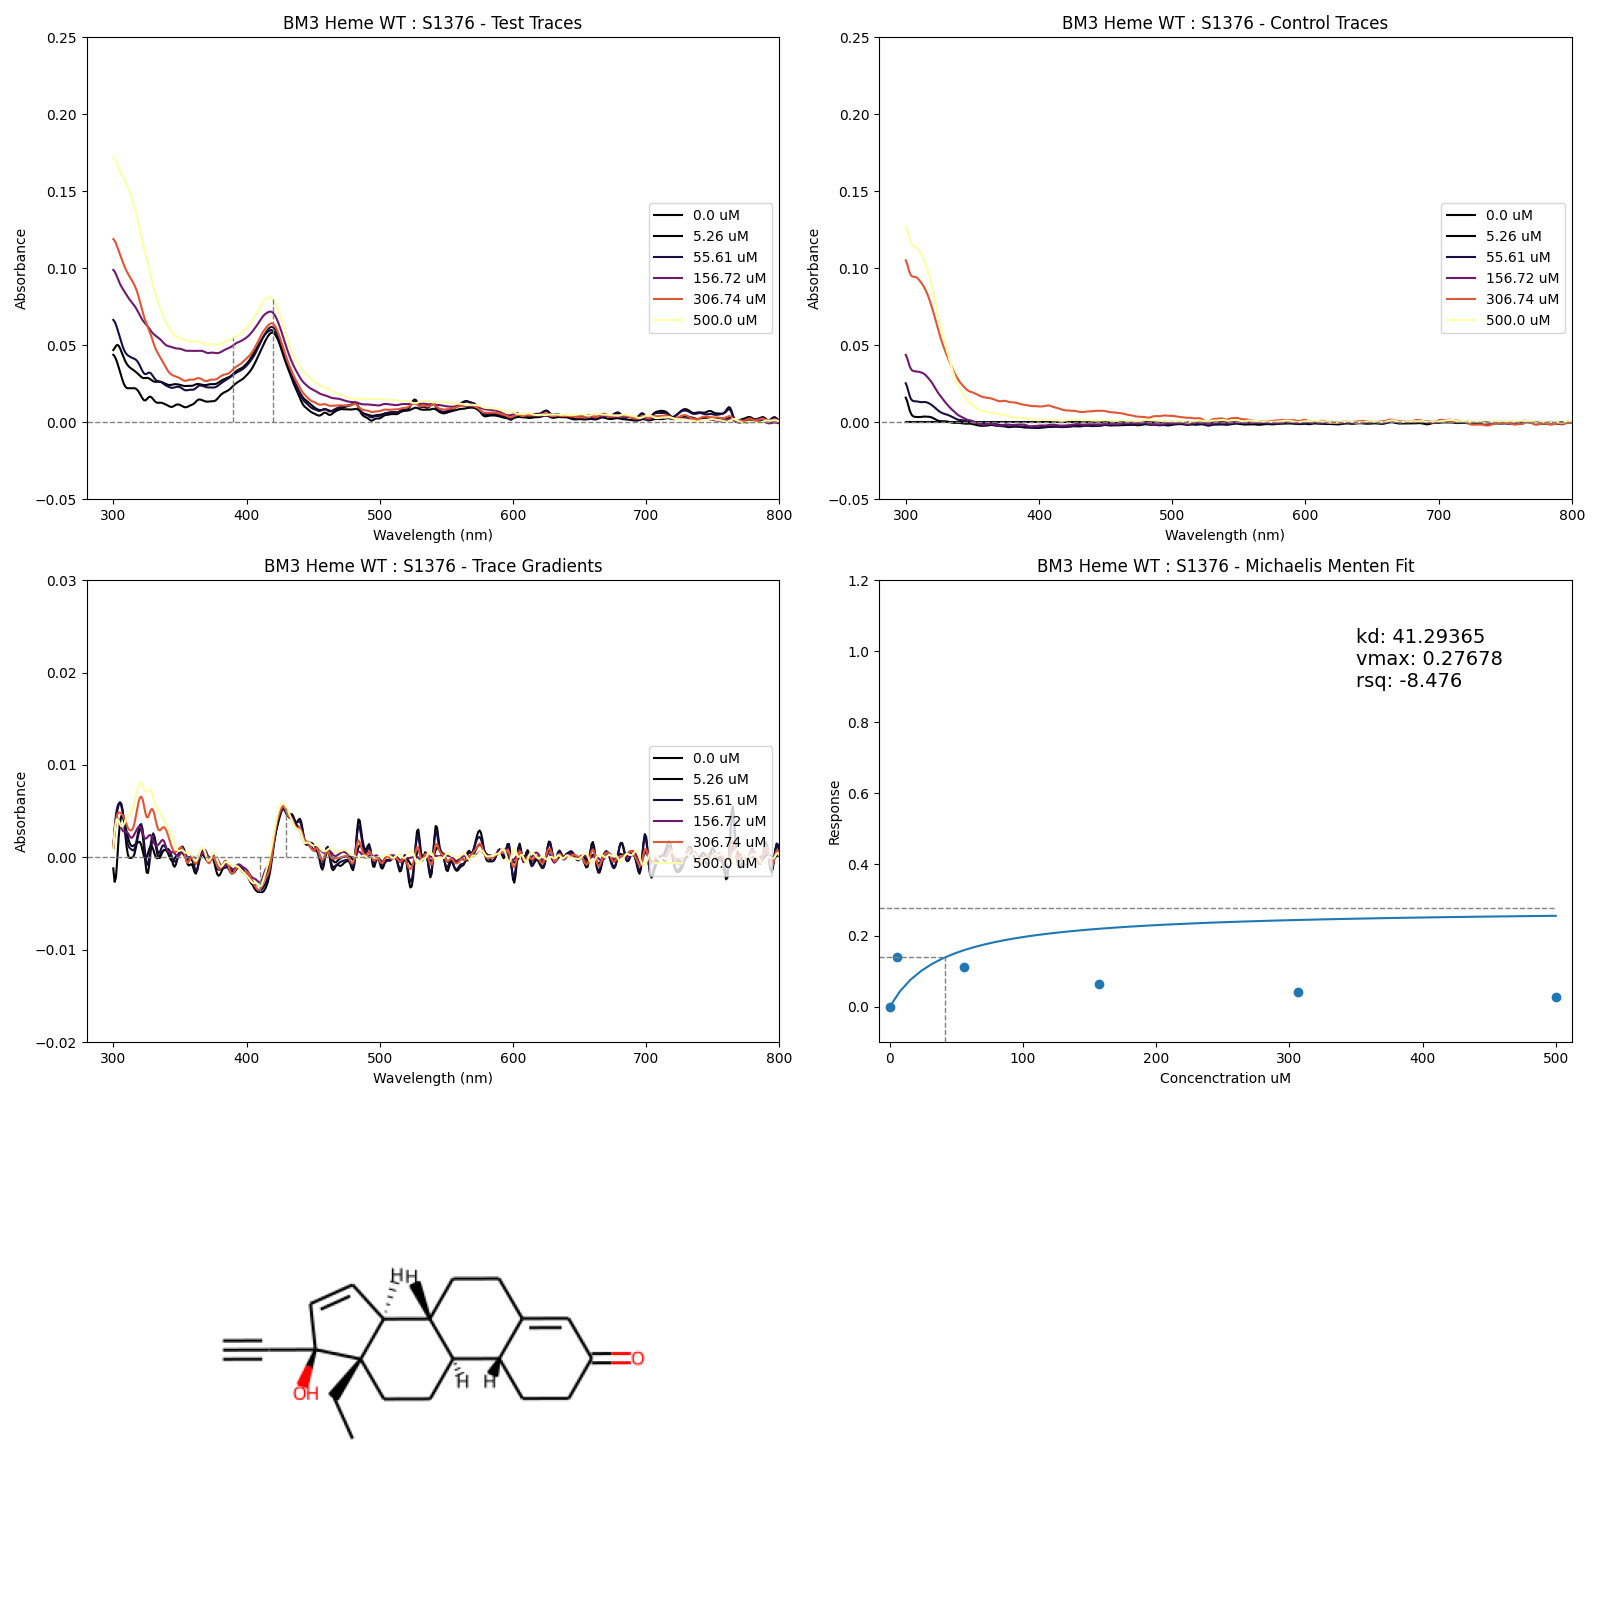 BM3 Heme WT : S1376 - Test Traces
0.25
0.20
0.15
0.10
0.05
0.00
−0.05
Absorbance
300 400 500 600 700 800
Wavelength (nm)
0.0 uM
5.26 uM
55.61 uM
156.72 uM
306.74 uM
500.0 uM
BM3 Heme WT : S1376 - Control Traces
0.25
0.20
0.15
0.10
0.05
0.00
−0.05
Absorbance
300 400 500 600 700 800
Wavelength (nm)
0.0 uM
5.26 uM
55.61 uM
156.72 uM
306.74 uM
500.0 uM
BM3 Heme WT : S1376 - Trace Gradients
0.03
0.02
0.01
0.00
−0.01
−0.02
Absorbance
300 400 500 600 700 800
Wavelength (nm)
0.0 uM
5.26 uM
55.61 uM
156.72 uM
306.74 uM
500.0 uM
BM3 Heme WT : S1376 - Michaelis Menten Fit
1.2
1.0
0.8
0.6
0.4
0.2
0.0
Response
0 100 200 300 400 500
Concenctration uM
kd: 41.29365
vmax: 0.27678
rsq: -8.476
H H
O
H H
OH